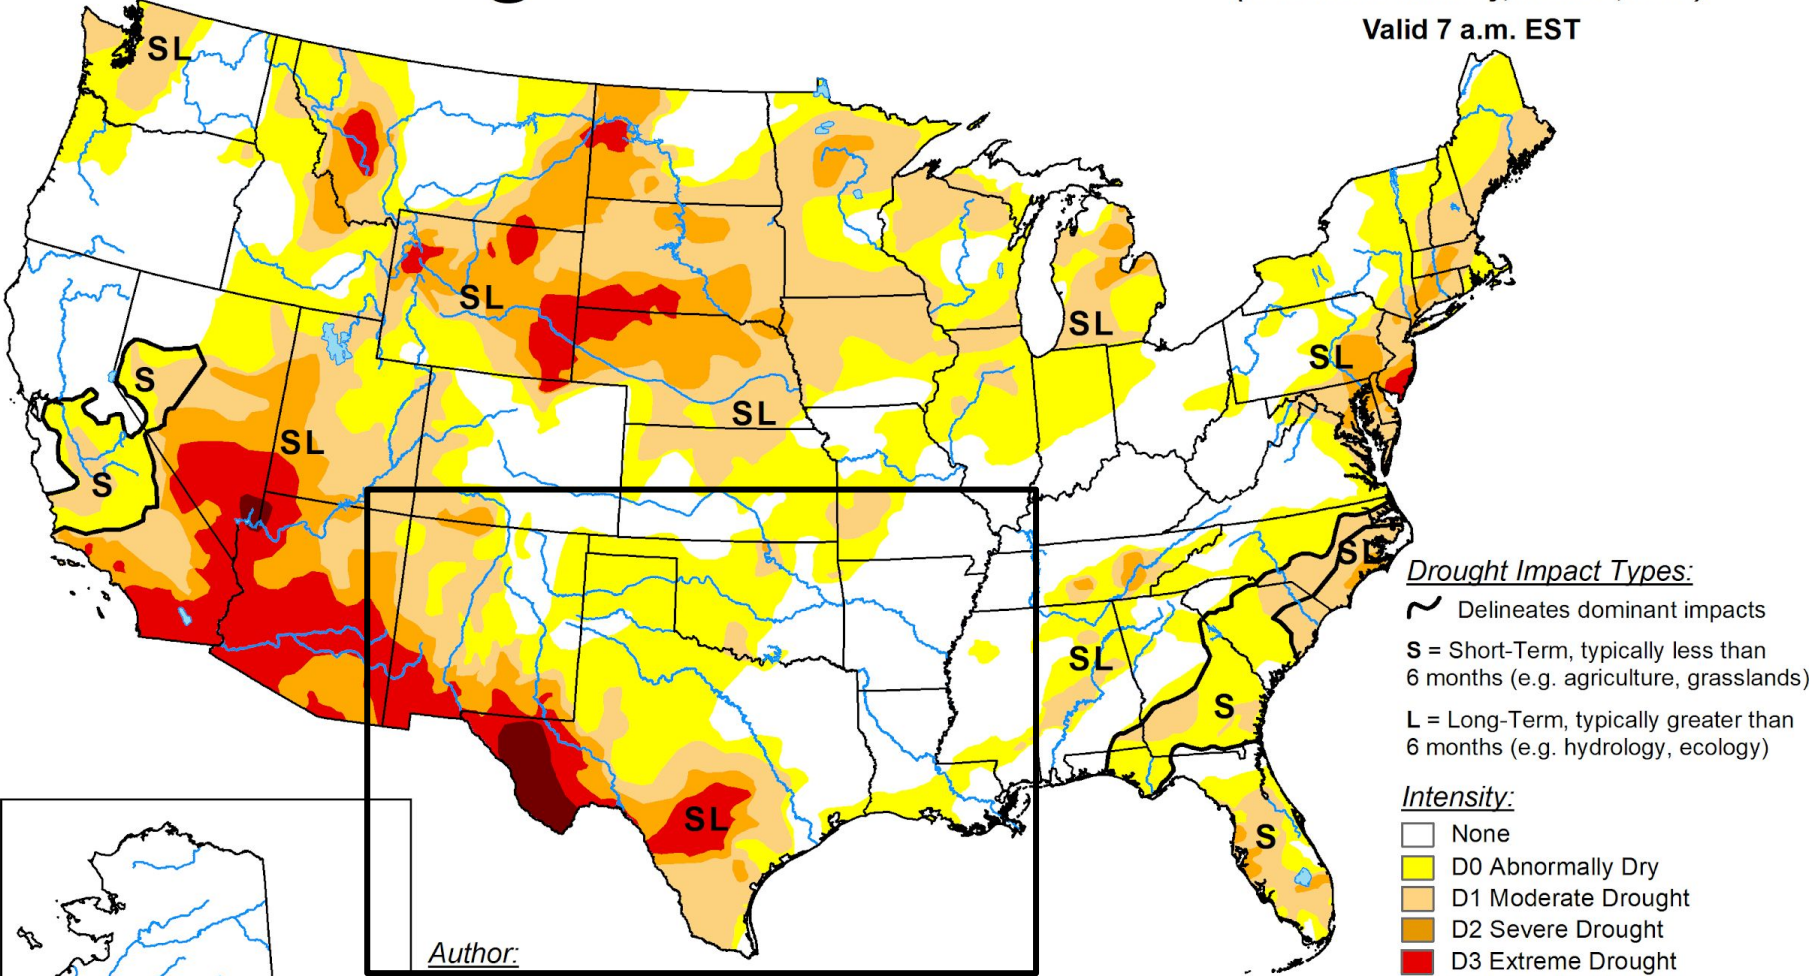 Valid 7 a.m. EST
SL
SL
S
SL
SL
S
SL
SL
SL
S
SL
SL
S
SL
S
Drought Impact Types:
Delineates dominant impacts
S = Short-Term, typically less than
6 months (e.g. agriculture, grasslands)
L = Long-Term, typically greater than
6 months (e.g. hydrology, ecology)
Intensity:
None
D0 Abnormally Dry
D1 Moderate Drought
D2 Severe Drought
D3 Extreme Drought
Author: